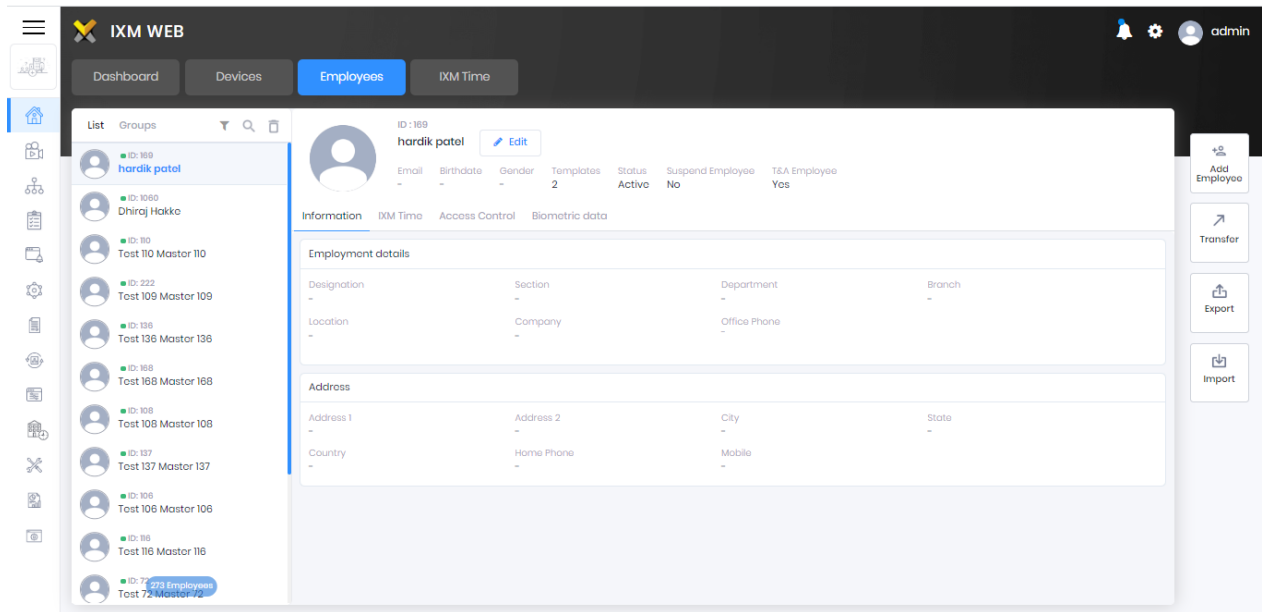 IXM WEB
admin
Dashboard Devices Employees IXM Time
List Groups
ID: 169
hardik patel
ID: 1060
Dhiraj Hakke
ID: 110
Test 110 Master 110
ID: 222
Test 109 Master 109
ID: 136
Test 136 Master 136
ID: 168
Test 168 Master 168
ID: 108
Test 108 Master 108
ID: 137
Test 137 Master 137
ID: 106
Test 106 Master 106
ID: 116
Test 116 Master 116
ID: 72
Test 72 Master 72
273 Employees
ID : 169
hardik patel Edit
Email Birthdate Gender Templates Status Suspend Employee T&A Employee
- - - 2 Active No Yes
Information IXM Time Access Control Biometric data
Employment details
Designation Section Department Branch
- - - -
Location Company Office Phone
- - -
Address
Address 1 Address 2 City State
- - - -
Country Home Phone Mobile
- - -
Add
Employee
Transfer
Export
Import